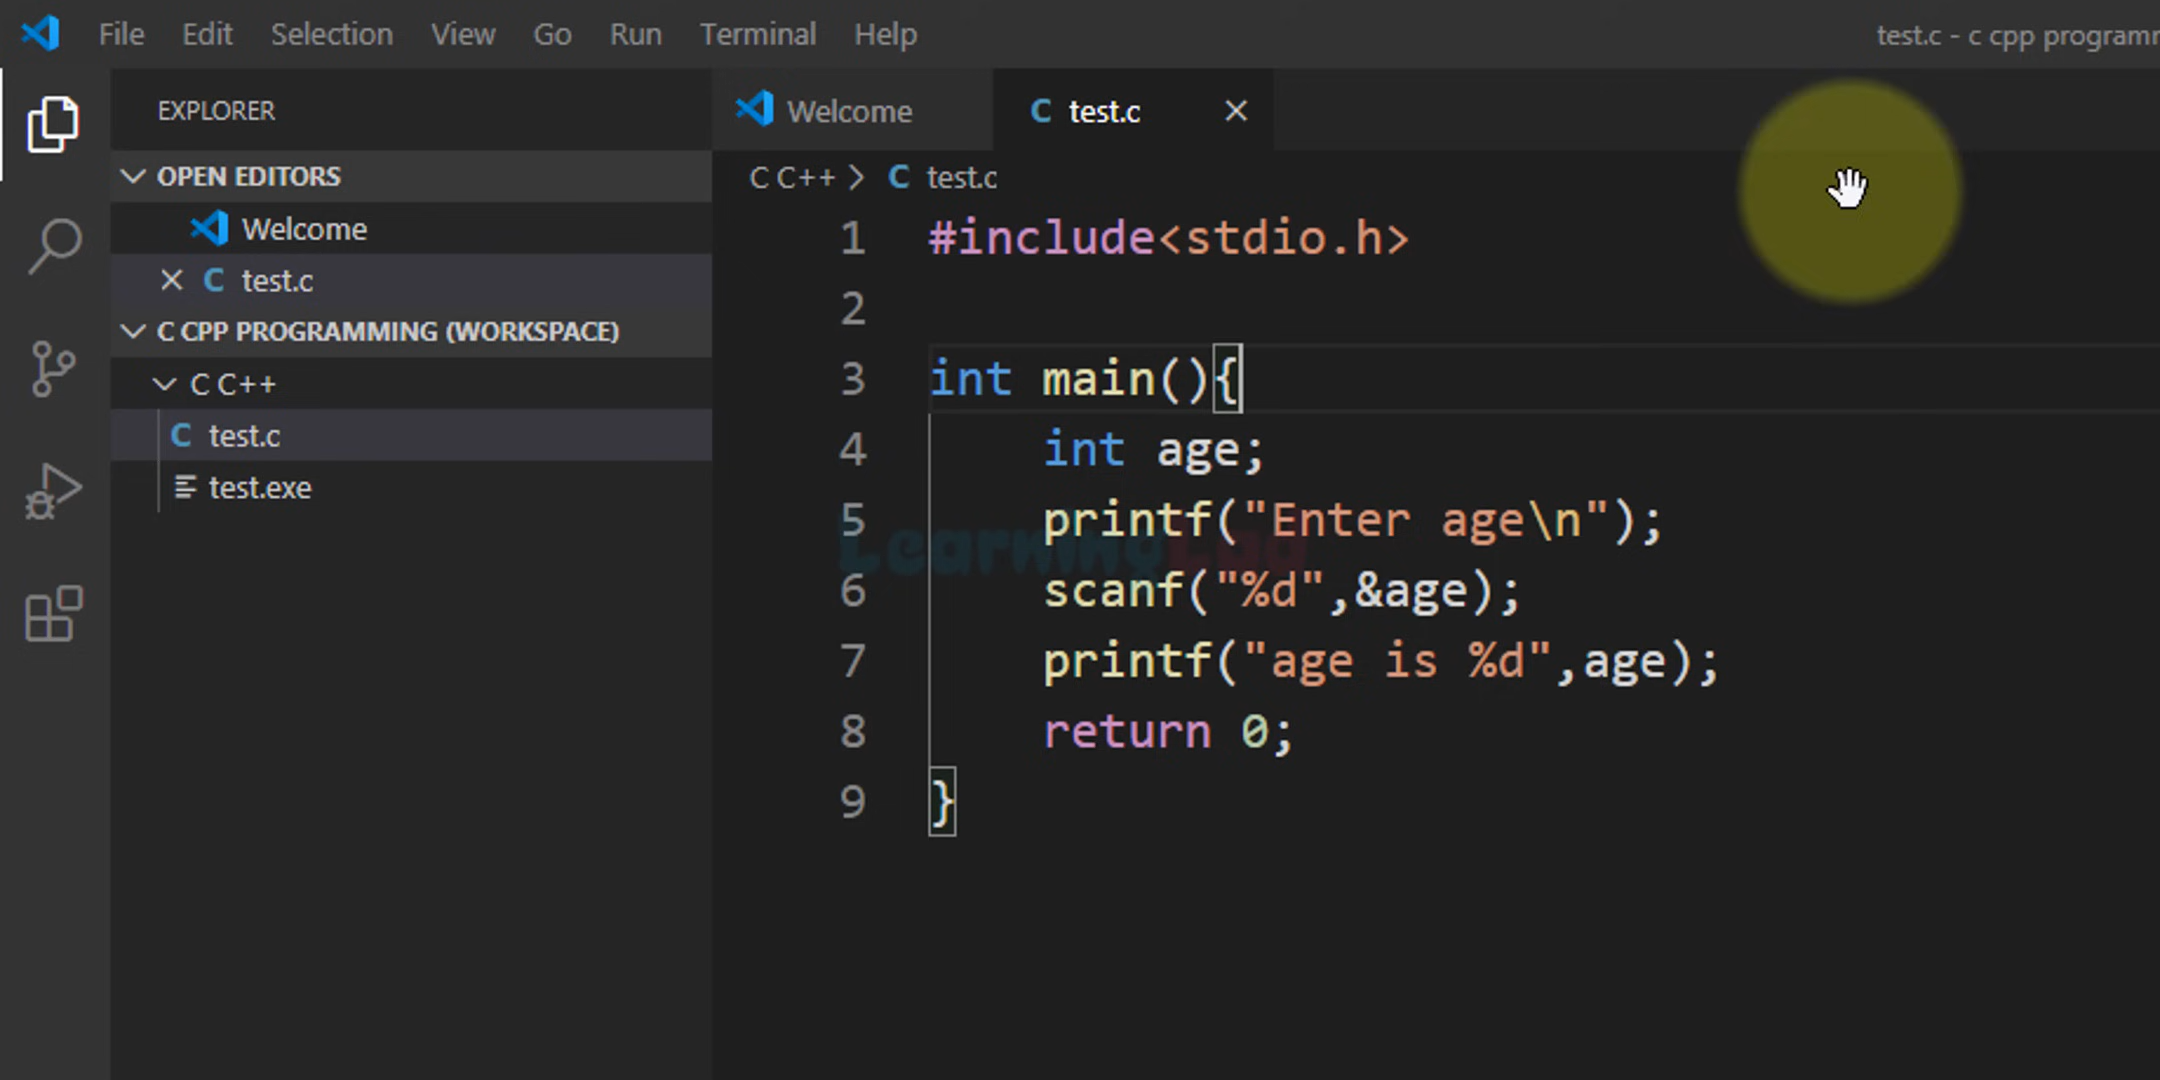 File Edit Selection View Go Run Terminal Help
test.c - c cpp programm
EXPLORER
OPEN EDITORS
Welcome
test.c
C CPP PROGRAMMING (WORKSPACE)
C C++
C test.c
test.exe
Welcome
C test.c
C C++ > C test.c
1 #include<stdio.h>
2
3 int main(){
4 int age;
5 printf("Enter age\n");
6 scanf("%d",&age);
7 printf("age is %d",age);
8 return 0;
9 }
Learning Lad